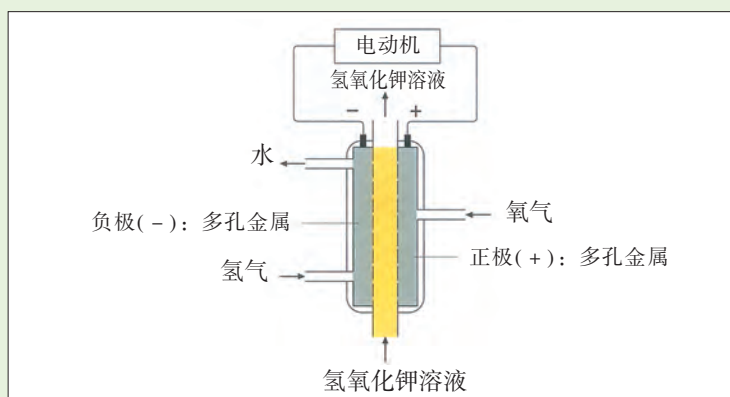 电动机
氢氧化钾溶液
− +
水
氧气
负极(−): 多孔金属
正极(+): 多孔金属
氢气
氢氧化钾溶液